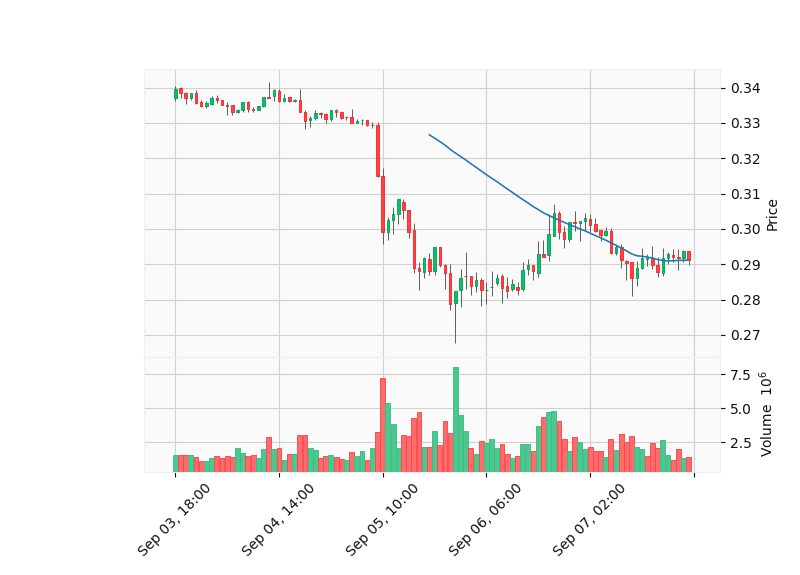 0.34
0.33
0.32
0.31
0.30
0.29
0.28
0.27
Price
7.5
5.0
2.5
Volume 10⁶
Sep 03, 18:00
Sep 04, 14:00
Sep 05, 10:00
Sep 06, 06:00
Sep 07, 02:00